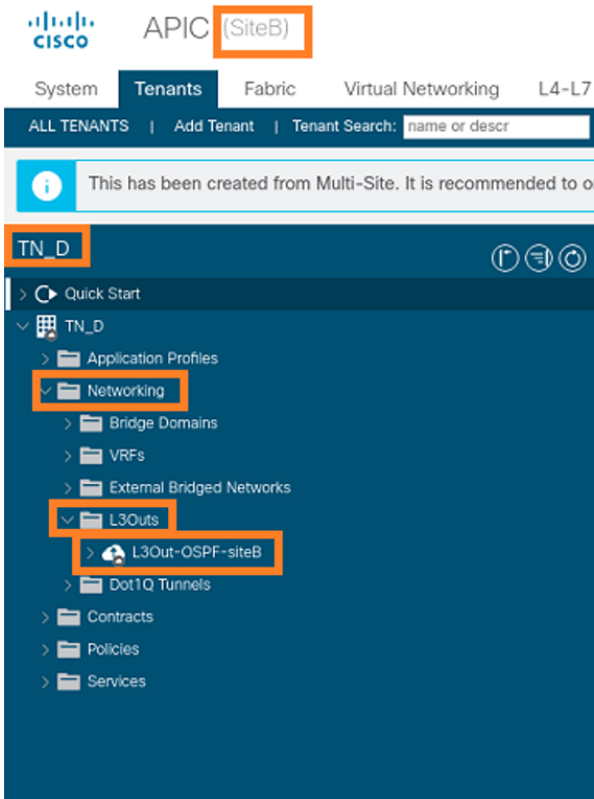 CISCO APIC (SiteB)
System Tenants Fabric Virtual Networking L4-L7
ALL TENANTS | Add Tenant | Tenant Search: name or descr
This has been created from Multi-Site. It is recommended to o
TN_D
Quick Start
TN_D
Application Profiles
Networking
Bridge Domains
VRFs
External Bridged Networks
L3Outs
L3Out-OSPF-siteB
Dot1Q Tunnels
Contracts
Policies
Services